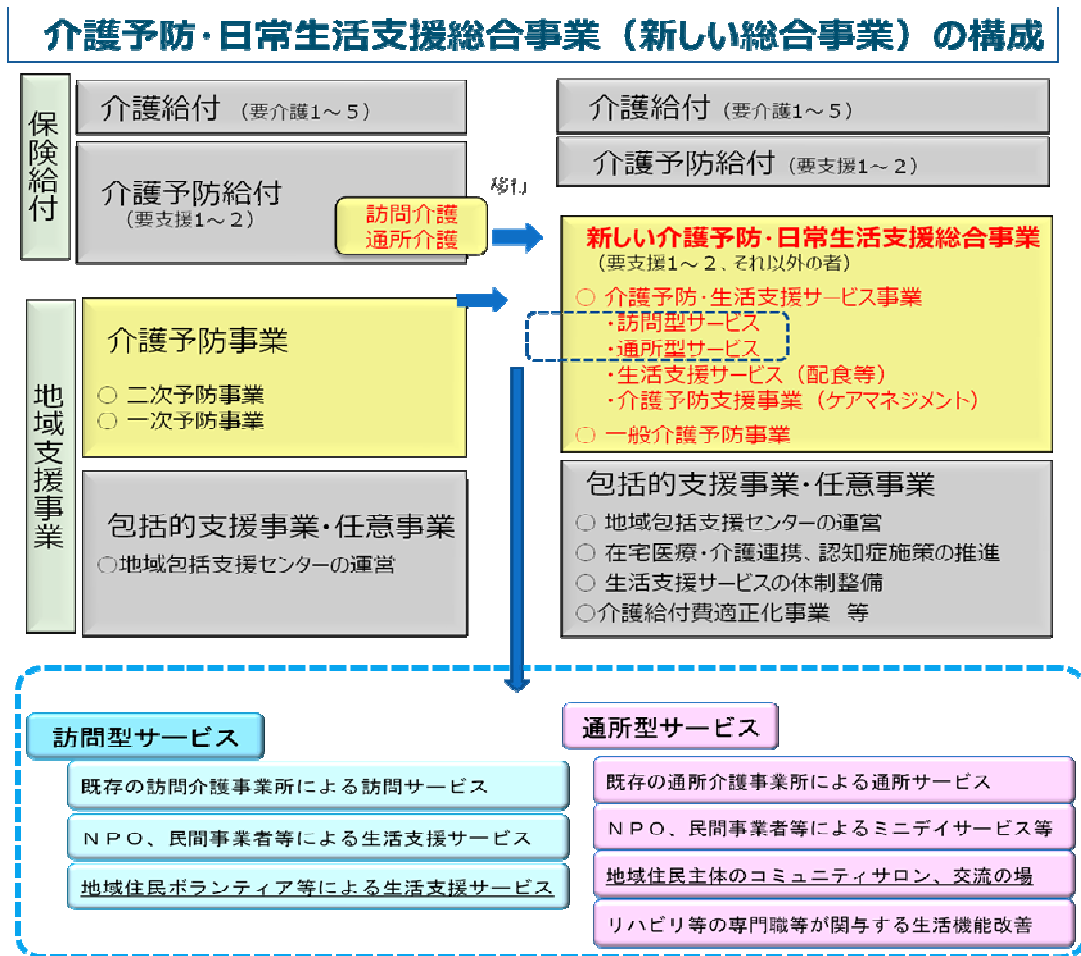 介護予防・日常生活支援総合事業（新しい総合事業）の構成
保険給付
介護給付（要介護1～5）
介護予防給付
（要支援1～2）
訪問介護
通所介護
移行
介護給付（要介護1～5）
介護予防給付（要支援1～2）
新しい介護予防・日常生活支援総合事業
（要支援1～2、それ以外の者）
○ 介護予防・生活支援サービス事業
・訪問型サービス
・通所型サービス
・生活支援サービス（配食等）
・介護予防支援事業（ケアマネジメント）
○ 一般介護予防事業
地域支援事業
介護予防事業
○ 二次予防事業
○ 一次予防事業
包括的支援事業・任意事業
○地域包括支援センターの運営
包括的支援事業・任意事業
○ 地域包括支援センターの運営
○ 在宅医療・介護連携、認知症施策の推進
○ 生活支援サービスの体制整備
○介護給付費適正化事業 等
訪問型サービス
既存の訪問介護事業所による訪問サービス
ＮＰＯ、民間事業者等による生活支援サービス
地域住民ボランティア等による生活支援サービス
通所型サービス
既存の通所介護事業所による通所サービス
ＮＰＯ、民間事業者等によるミニデイサービス等
地域住民主体のコミュニティサロン、交流の場
リハビリ等の専門職等が関与する生活機能改善